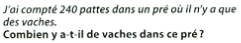 J'ai compté 240 pattes dans un pré où il n'y a que
des vaches.
Combien y a-t-il de vaches dans ce pré ?